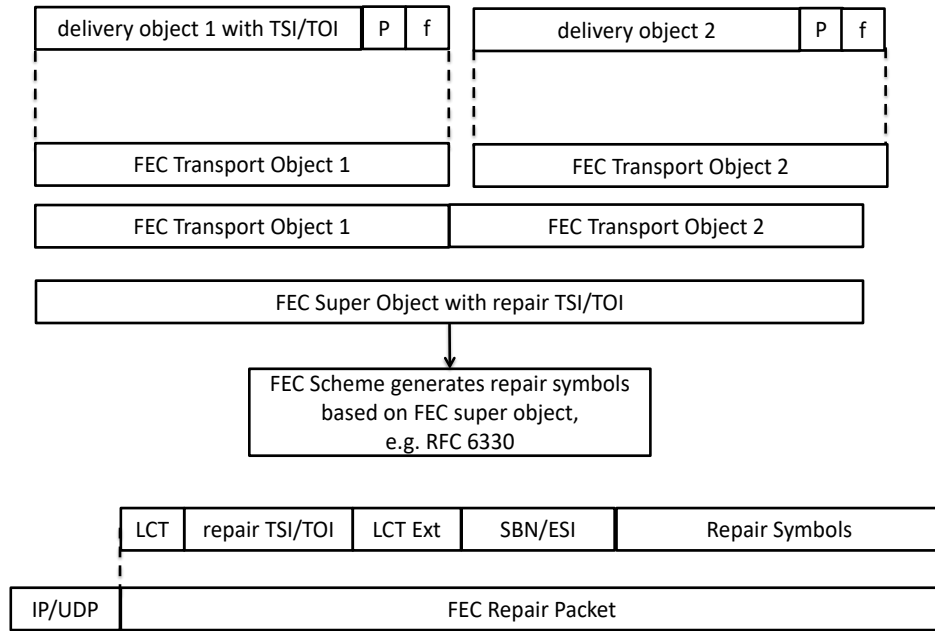 delivery object 1 with TSI/TOI P f delivery object 2 P f
FEC Transport Object 1 FEC Transport Object 2
FEC Transport Object 1 FEC Transport Object 2
FEC Super Object with repair TSI/TOI
FEC Scheme generates repair symbols
based on FEC super object,
e.g. RFC 6330
LCT repair TSI/TOI LCT Ext SBN/ESI Repair Symbols
IP/UDP FEC Repair Packet